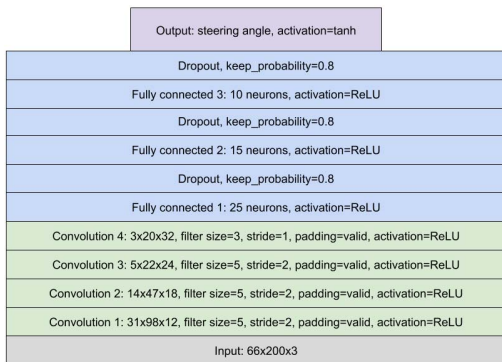 Output: steering angle, activation=tanh
Dropout, keep_probability=0.8
Fully connected 3: 10 neurons, activation=ReLU
Dropout, keep_probability=0.8
Fully connected 2: 15 neurons, activation=ReLU
Dropout, keep_probability=0.8
Fully connected 1: 25 neurons, activation=ReLU
Convolution 4: 3x20x32, filter size=3, stride=1, padding=valid, activation=ReLU
Convolution 3: 5x22x24, filter size=5, stride=2, padding=valid, activation=ReLU
Convolution 2: 14x47x18, filter size=5, stride=2, padding=valid, activation=ReLU
Convolution 1: 31x98x12, filter size=5, stride=2, padding=valid, activation=ReLU
Input: 66x200x3